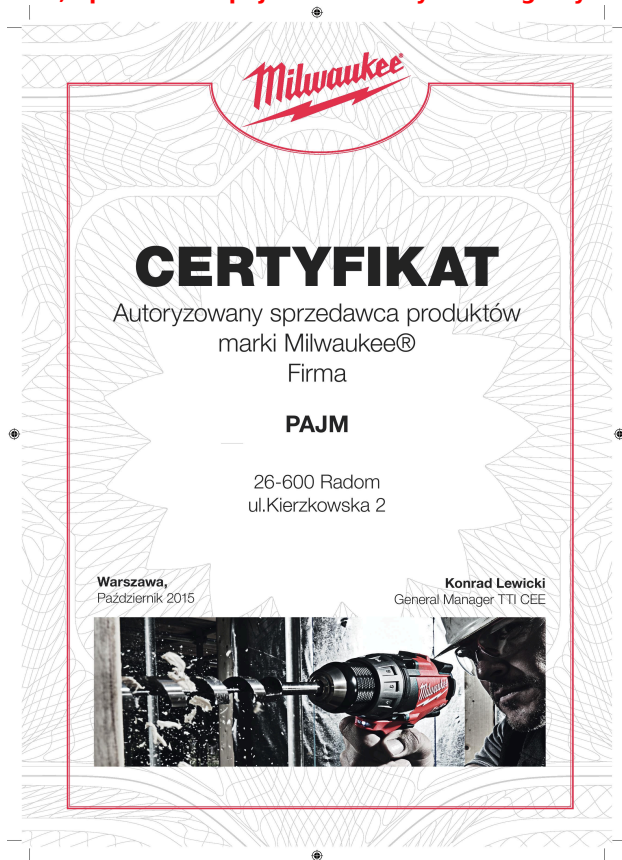 Milwaukee®
CERTYFIKAT
Autoryzowany sprzedawca produktów
marki Milwaukee®
Firma
PAJM
26-600 Radom
ul.Kierzkowska 2
Warszawa,
Październik 2015
Konrad Lewicki
General Manager TTI CEE
Milwaukee